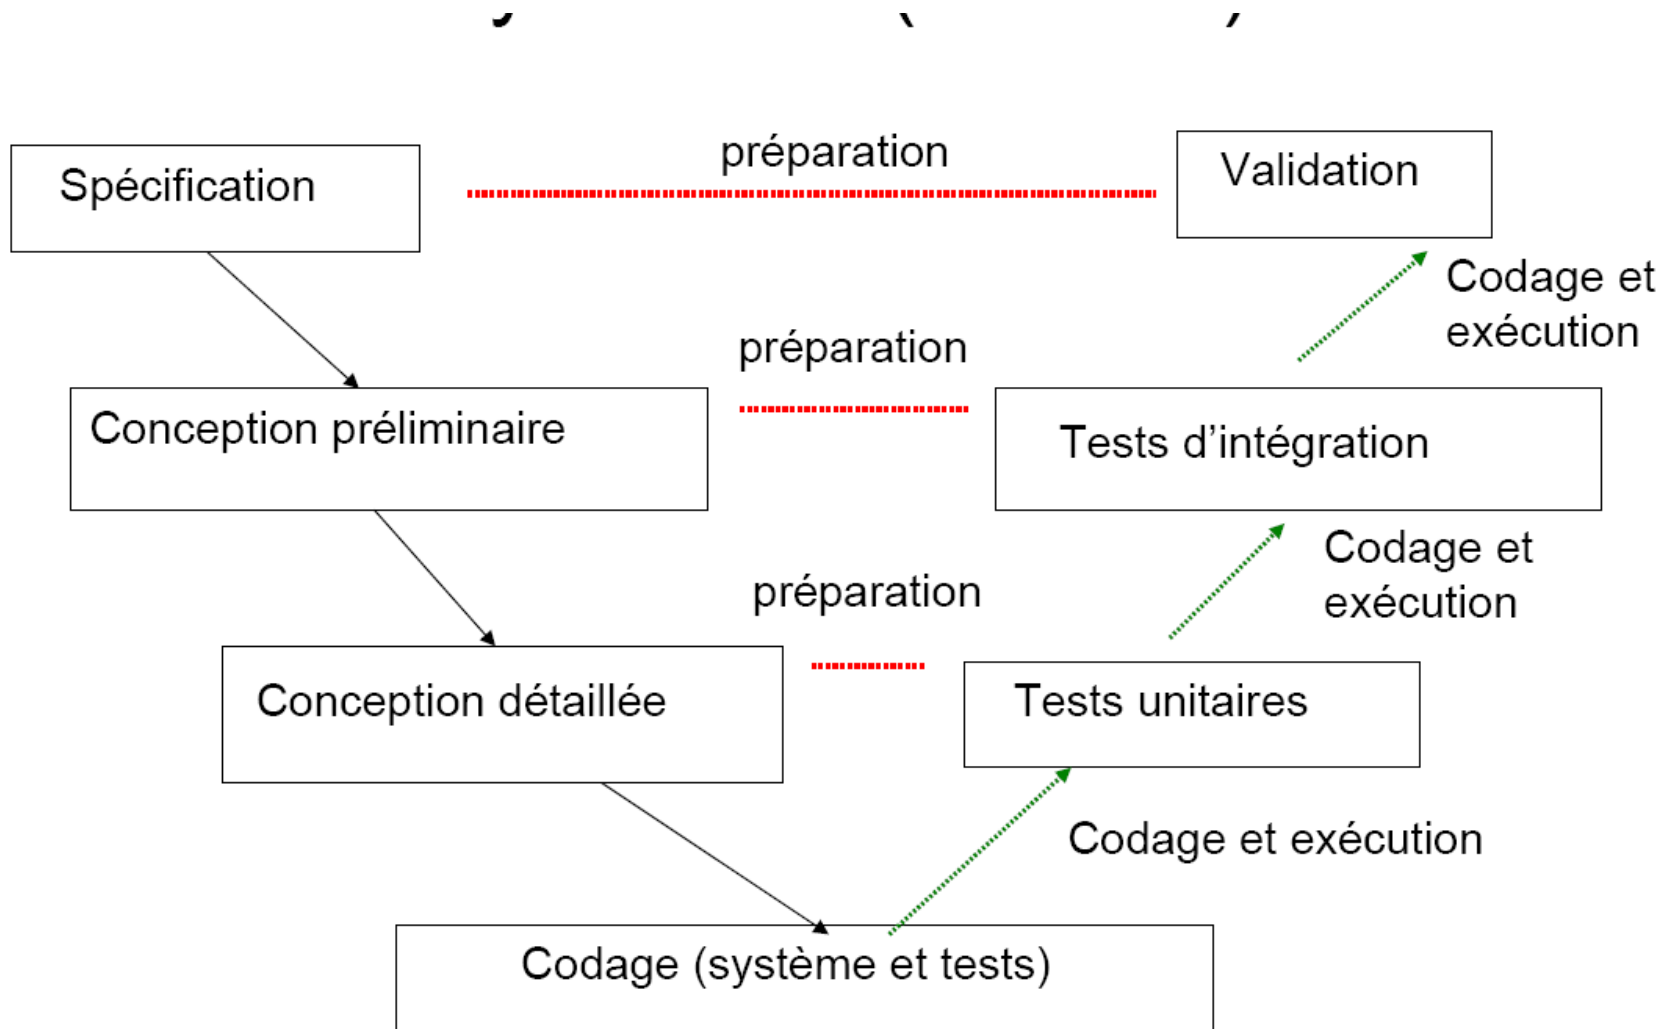 préparation
Spécification
Validation
Codage et
exécution
préparation
Conception préliminaire
Tests d’intégration
Codage et
exécution
préparation
Conception détaillée
Tests unitaires
Codage et exécution
Codage (système et tests)